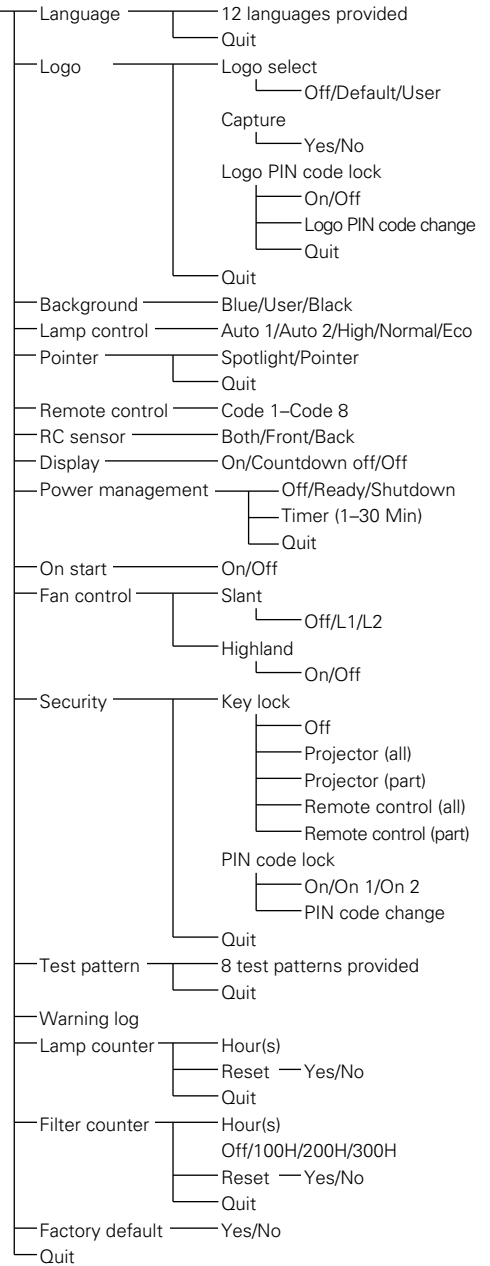 Language 12 languages provided
Quit
Logo Logo select
Off/Default/User
Capture
Yes/No
Logo PIN code lock
On/Off
Logo PIN code change
Quit
Quit
Background Blue/User/Black
Lamp control Auto 1/Auto 2/High/Normal/Eco
Pointer Spotlight/Pointer
Quit
Remote control Code 1–Code 8
RC sensor Both/Front/Back
Display On/Countdown off/Off
Power management Off/Ready/Shutdown
Timer (1–30 Min)
Quit
On start On/Off
Fan control Slant
Off/L1/L2
Highland
On/Off
Security Key lock
Off
Projector (all)
Projector (part)
Remote control (all)
Remote control (part)
PIN code lock
On/On 1/On 2
PIN code change
Quit
Test pattern 8 test patterns provided
Quit
Warning log
Lamp counter Hour(s)
Reset Yes/No
Quit
Filter counter Hour(s)
Off/100H/200H/300H
Reset Yes/No
Quit
Factory default Yes/No
Quit